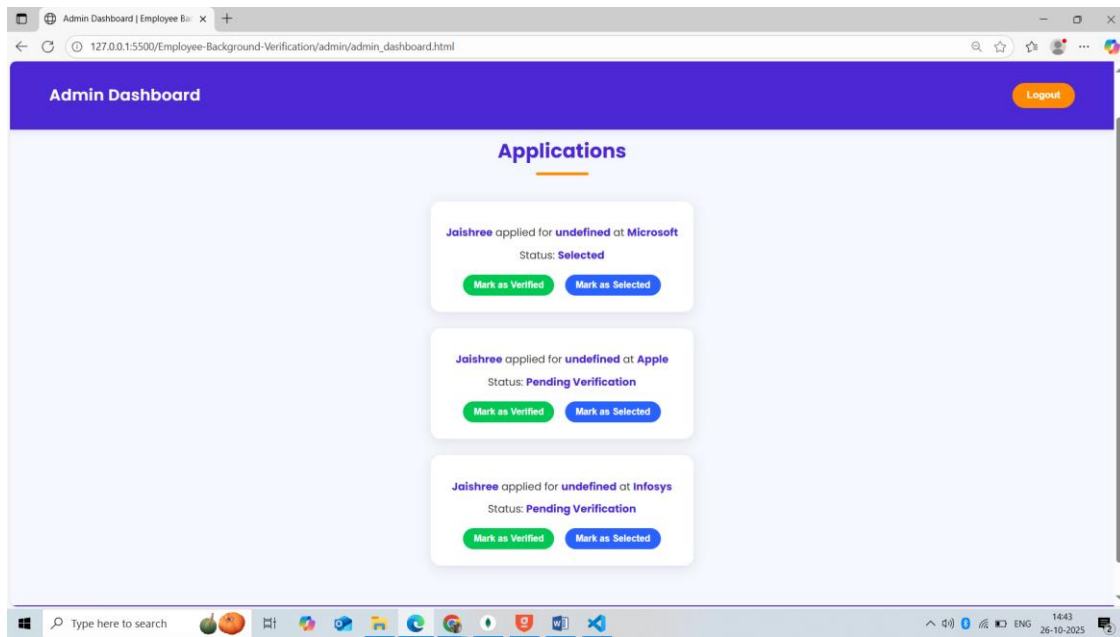 Admin Dashboard | Employee Bac
127.0.0.1:5500/Employee-Background-Verification/admin/admin_dashboard.html
Admin Dashboard
Logout
Applications
Jaishree applied for undefined at Microsoft
Status: Selected
Mark as Verified Mark as Selected
Jaishree applied for undefined at Apple
Status: Pending Verification
Mark as Verified Mark as Selected
Jaishree applied for undefined at Infosys
Status: Pending Verification
Mark as Verified Mark as Selected
Type here to search
ENG
14:43
26-10-2025